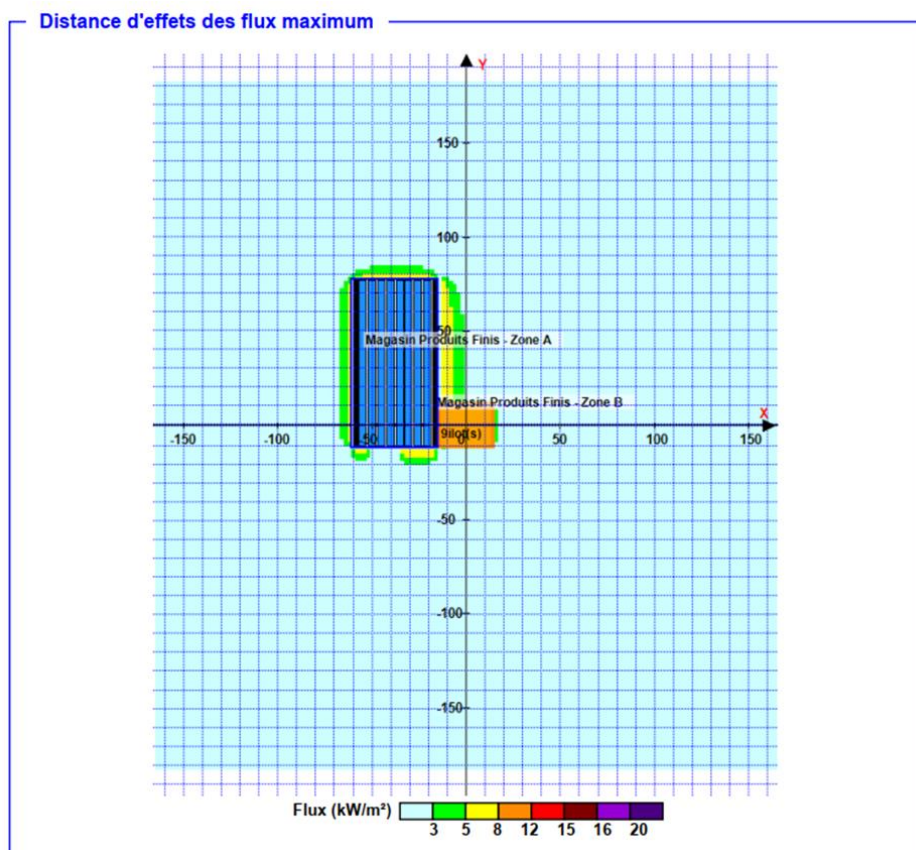 Distance d'effets des flux maximum
Y
150
100
50
Magasin Produits Finis - Zone A
Magasin Produits Finis - Zone B
X
9ilot(s)
-150 -100 -50 0 50 100 150
-50
-100
-150
Flux (kW/m²)
3 5 8 12 15 16 20